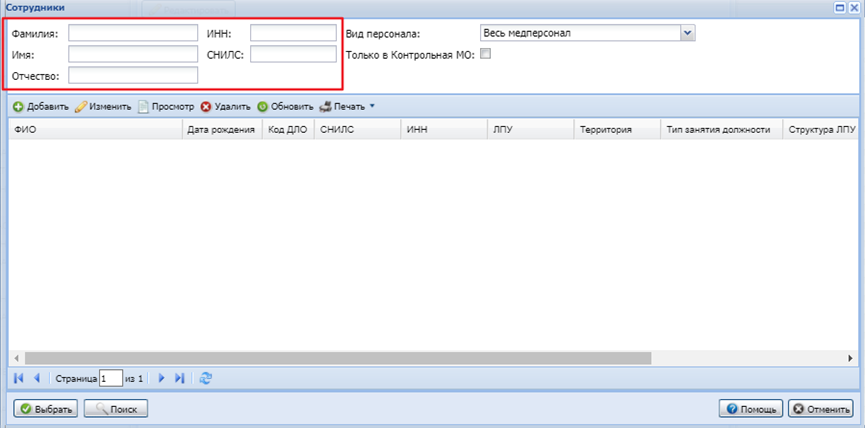 Сотрудники
Фамилия: ИНН: Вид персонала: Весь медперсонал
Имя: СНИЛС: Только в Контрольная МО:
Отчество:
Добавить Изменить Просмотр Удалить Обновить Печать
ФИО Дата рождения Код ДЛО СНИЛС ИНН ЛПУ Территория Тип занятия должности Структура ЛПУ
Страница 1 из 1
Выбрать Поиск Помощь Отменить